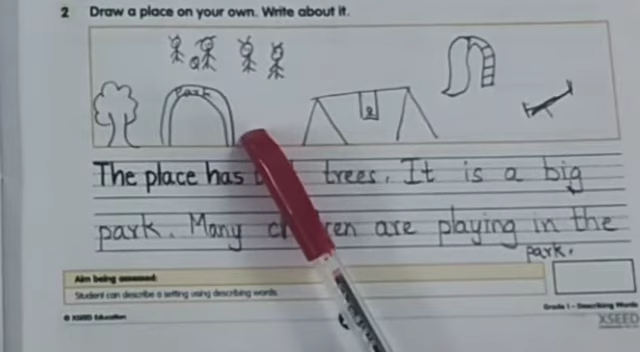 2 Draw a place on your own. Write about it.
Park
The place has trees. It is a big
park. Many are playing in the
park.
Aim being assessed:
Student can describe a setting using describing words.
© XSEED Education
Grade 1 - Describing Words
XSEED